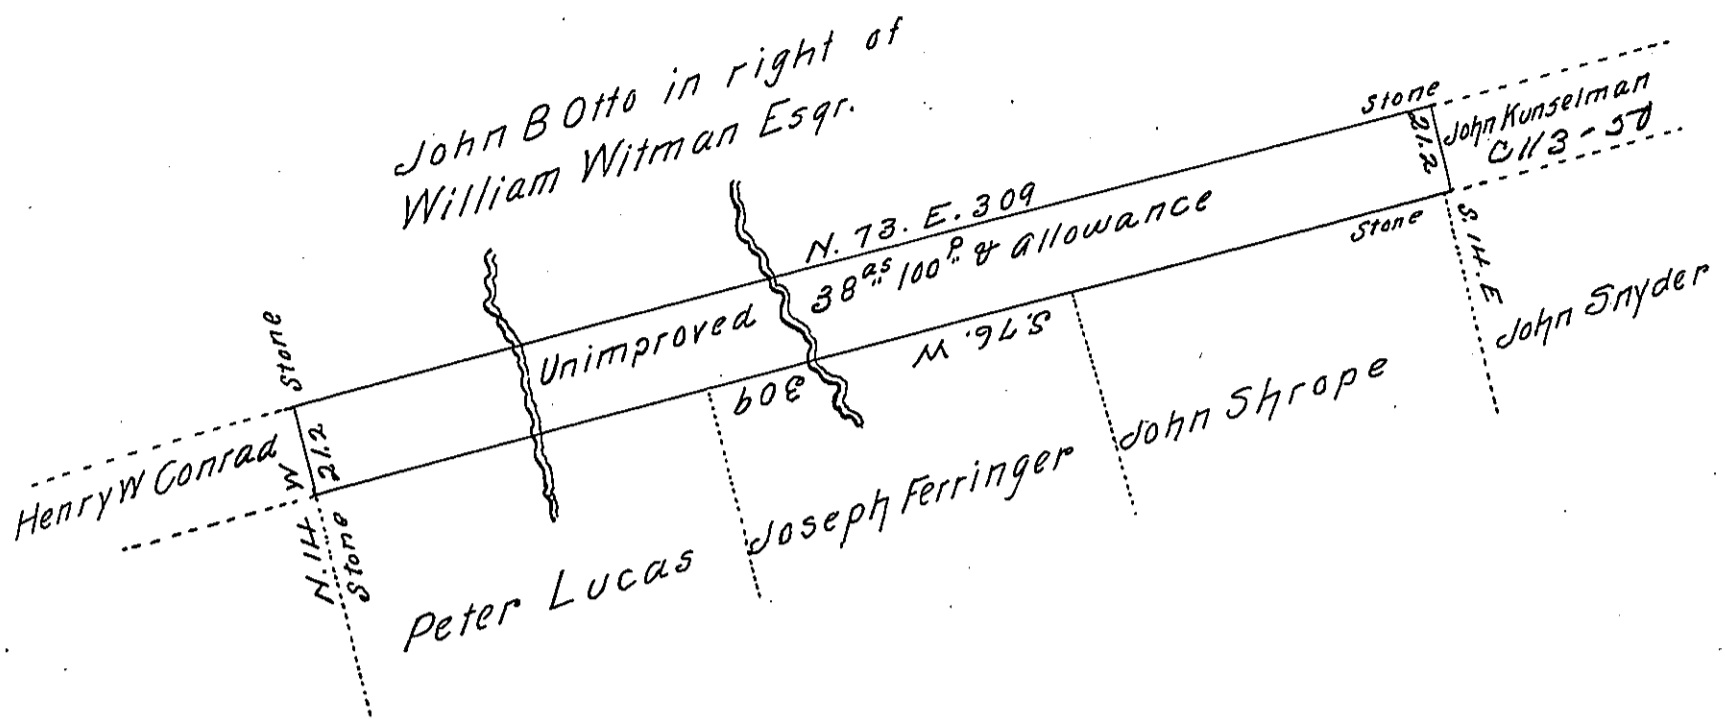 John B Otto in right of
William Witman Esqr.
Stone
John Kunselman
C113-50
21.2
N. 73. E. 309
38 as 100 p & allowance
Unimproved
Stone
S. 14. E
John Snyder
S. 76. W
309
Stone
Henry W Conrad
21.2
N. 14 W
Stone
Peter Lucas
Joseph Ferringer
John Shrope